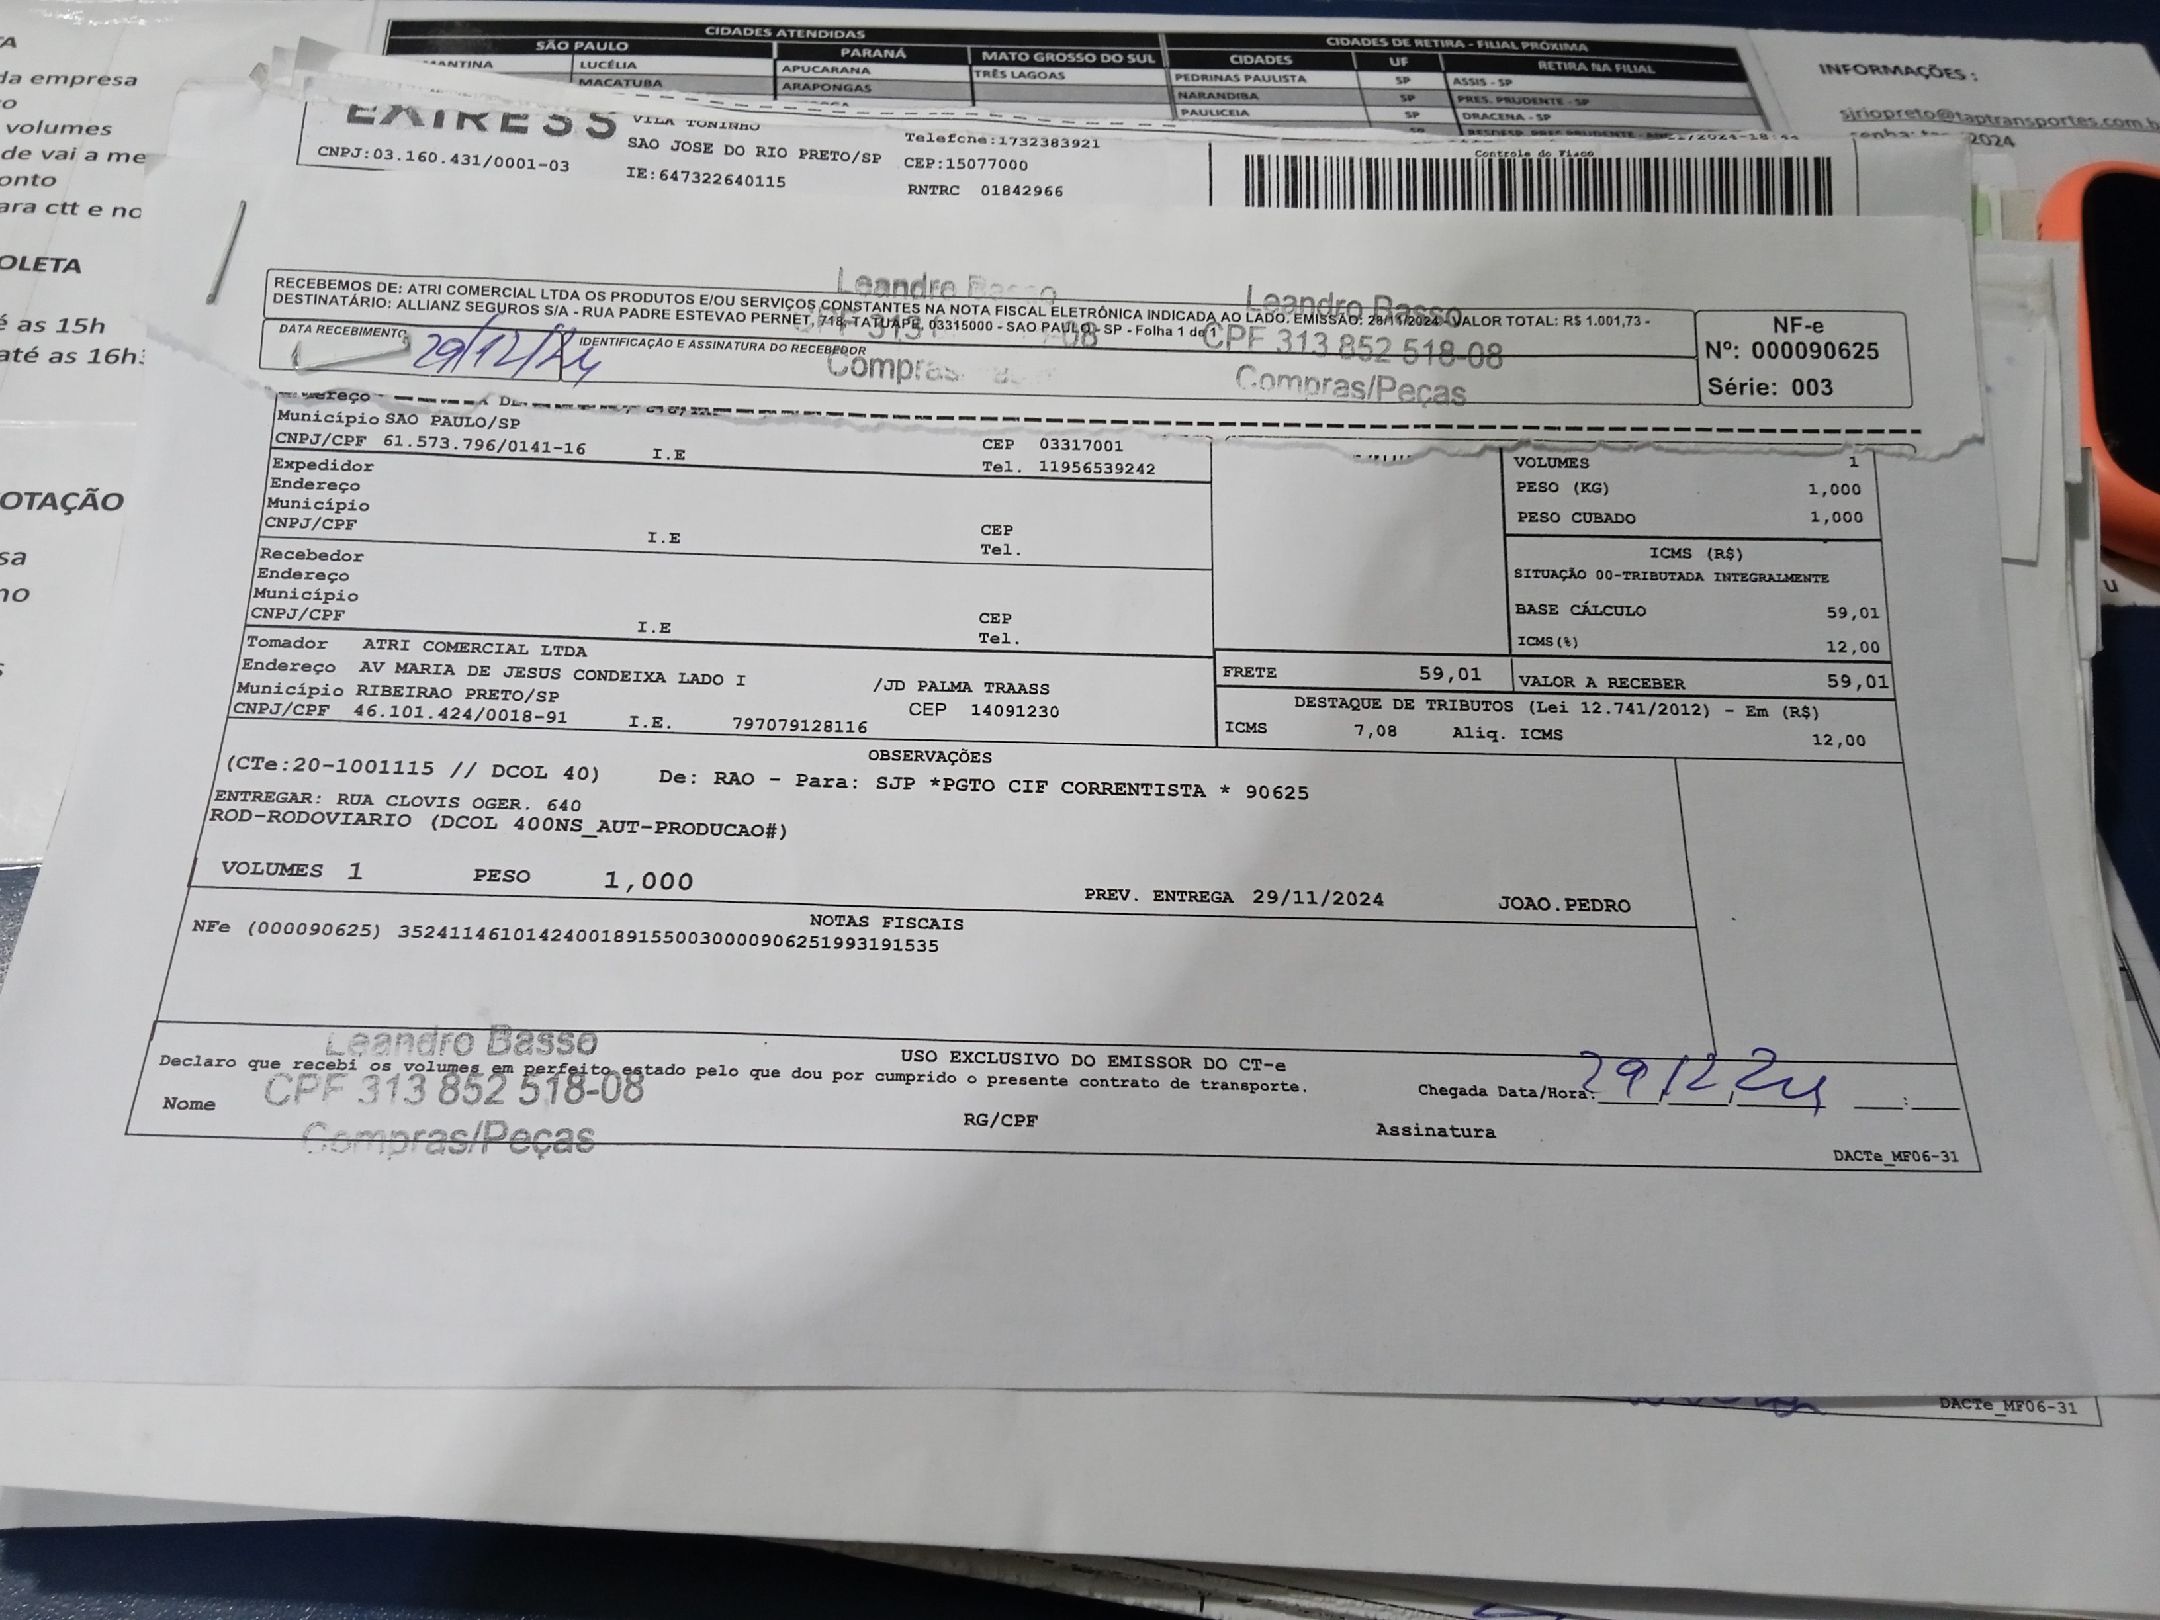 CIDADES ATENDIDAS
SÃO PAULO PARANÁ MATO GROSSO DO SUL
LUCÉLIA APUCARANA TRÊS LAGOAS
MACATUBA ARAPONGAS
CIDADES DE RETIRA - FILIAL PRÓXIMA
CIDADES UF RETIRA NA FILIAL
PEDRINAS PAULISTA SP ASSIS - SP
NARANDIBA SP PRES. PRUDENTE - SP
PAULICEIA SP DRACENA - SP
INFORMAÇÕES :
sjriopreto@taptransportes.com.b
da empresa
volumes
de vai a me
onto
ara ctt e no
OLETA
é as 15h
até as 16h:
OTAÇÃO
sa
no
EXPRESS
VILA TONINHO
SAO JOSE DO RIO PRETO/SP
Telefone:1732383921
CEP:15077000
CNPJ:03.160.431/0001-03
IE:647322640115
RNTRC 01842966
Controle do Fisco
RECEBEMOS DE: ATRI COMERCIAL LTDA OS PRODUTOS E/OU SERVIÇOS CONSTANTES NA NOTA FISCAL ELETRÔNICA INDICADA AO LADO. EMISSÃO: 28/11/2024 VALOR TOTAL: R$ 1.001,73 -
DESTINATÁRIO: ALLIANZ SEGUROS S/A - RUA PADRE ESTEVAO PERNET, 718, TATUAPE, 03315000 - SAO PAULO - SP - Folha 1 de 1
DATA RECEBIMENTO
29/12/24
IDENTIFICAÇÃO E ASSINATURA DO RECEBEDOR
Leandro Basso
Compras
Leandro Basso
CPF 313 852 518-08
Compras/Peças
NF-e
Nº: 000090625
Série: 003
Município SAO PAULO/SP
CNPJ/CPF 61.573.796/0141-16 I.E
CEP 03317001
Tel. 11956539242
Expedidor
Endereço
Município
CNPJ/CPF I.E
CEP
Tel.
Recebedor
Endereço
Município
CNPJ/CPF I.E
CEP
Tel.
Tomador ATRI COMERCIAL LTDA
Endereço AV MARIA DE JESUS CONDEIXA LADO I /JD PALMA TRAASS
Município RIBEIRAO PRETO/SP CEP 14091230
CNPJ/CPF 46.101.424/0018-91 I.E. 797079128116
VOLUMES 1
PESO (KG) 1,000
PESO CUBADO 1,000
ICMS (R$)
SITUAÇÃO 00-TRIBUTADA INTEGRALMENTE
BASE CÁLCULO 59,01
ICMS(%) 12,00
FRETE 59,01 VALOR A RECEBER 59,01
DESTAQUE DE TRIBUTOS (Lei 12.741/2012) - Em (R$)
ICMS 7,08 Aliq. ICMS 12,00
OBSERVAÇÕES
(CTe:20-1001115 // DCOL 40) De: RAO - Para: SJP *PGTO CIF CORRENTISTA * 90625
ENTREGAR: RUA CLOVIS OGER. 640
ROD-RODOVIARIO (DCOL 400NS_AUT-PRODUCAO#)
VOLUMES 1 PESO 1,000 PREV. ENTREGA 29/11/2024 JOAO.PEDRO
NOTAS FISCAIS
NFe (000090625) 35241146101424001891550030000906251993191535
Leandro Basso
CPF 313 852 518-08
Compras/Peças
USO EXCLUSIVO DO EMISSOR DO CT-e
Declaro que recebi os volumes em perfeito estado pelo que dou por cumprido o presente contrato de transporte.
Chegada Data/Hora: 29/12/24
Nome RG/CPF Assinatura
DACTe_MF06-31
DACTe_MF06-31